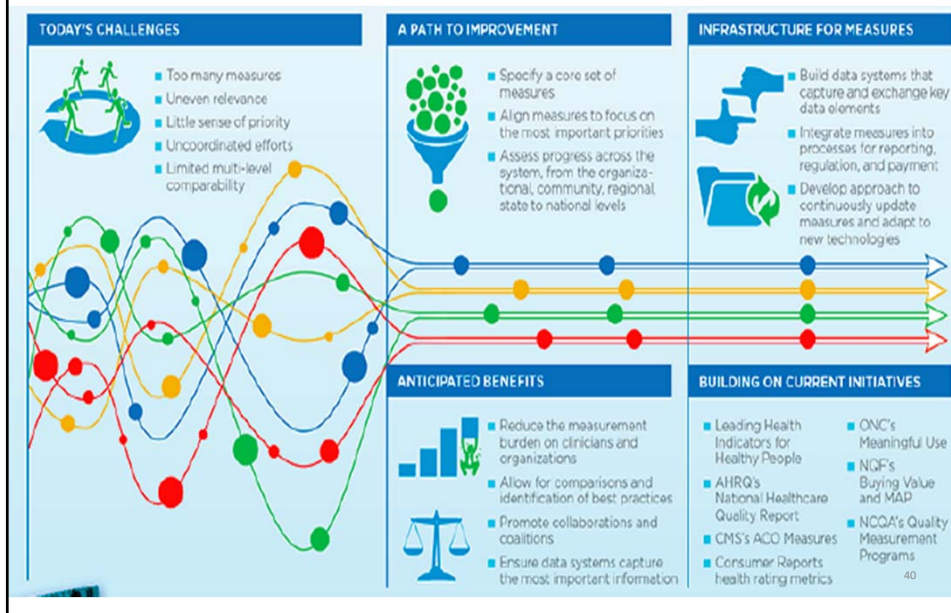 TODAY'S CHALLENGES
Too many measures
Uneven relevance
Little sense of priority
Uncoordinated efforts
Limited multi-level
comparability
A PATH TO IMPROVEMENT
Specify a core set of
measures
Align measures to focus on
the most important priorities
Assess progress across the
system, from the organiza-
tional, community, regional
state to national levels
INFRASTRUCTURE FOR MEASURES
Build data systems that
capture and exchange key
data elements
Integrate measures into
processes for reporting,
regulation, and payment
Develop approach to
continuously update
measures and adapt to
new technologies
ANTICIPATED BENEFITS
Reduce the measurement
burden on clinicians and
organizations
Allow for comparisons and
identification of best practices
Promote collaborations and
coalitions
Ensure data systems capture
the most important information
BUILDING ON CURRENT INITIATIVES
Leading Health
Indicators for
Healthy People
AHRQ's
National Healthcare
Quality Report
CMS's ACO Measures
Consumer Reports
health rating metrics
ONC's
Meaningful Use
NQF's
Buying Value
and MAP
NCQA's Quality
Measurement
Programs
40